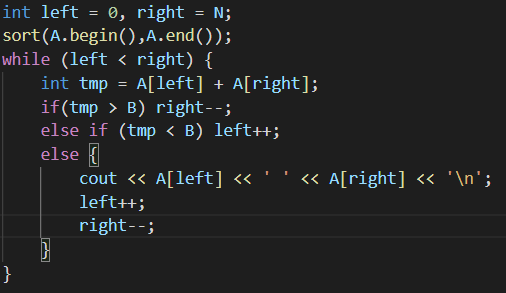 int left = 0, right = N;
sort(A.begin(),A.end());
while (left < right) {
    int tmp = A[left] + A[right];
    if(tmp > B) right--;
    else if (tmp < B) left++;
    else {
        cout << A[left] << ' ' << A[right] << '\n';
        left++;
        right--;
    }
}